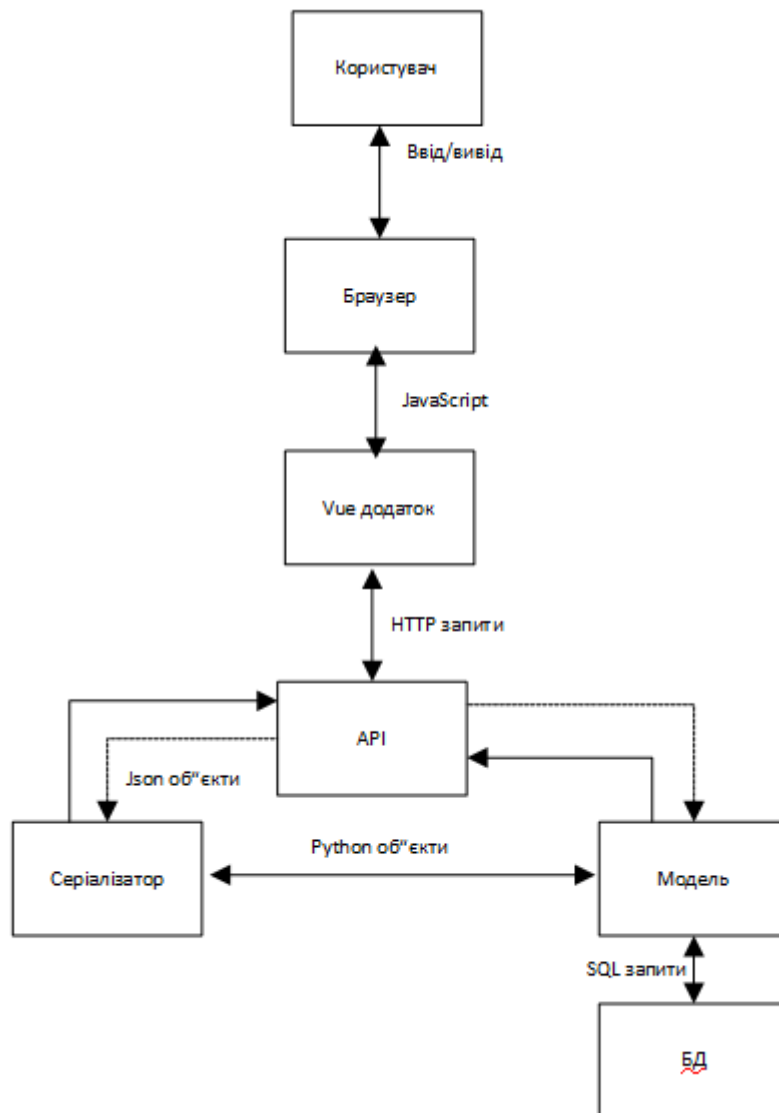 Користувач
Ввід/вивід
Браузер
JavaScript
Vue додаток
HTTP запити
API
Json об"єкти
Python об"єкти
Серіалізатор
Модель
SQL запити
БД